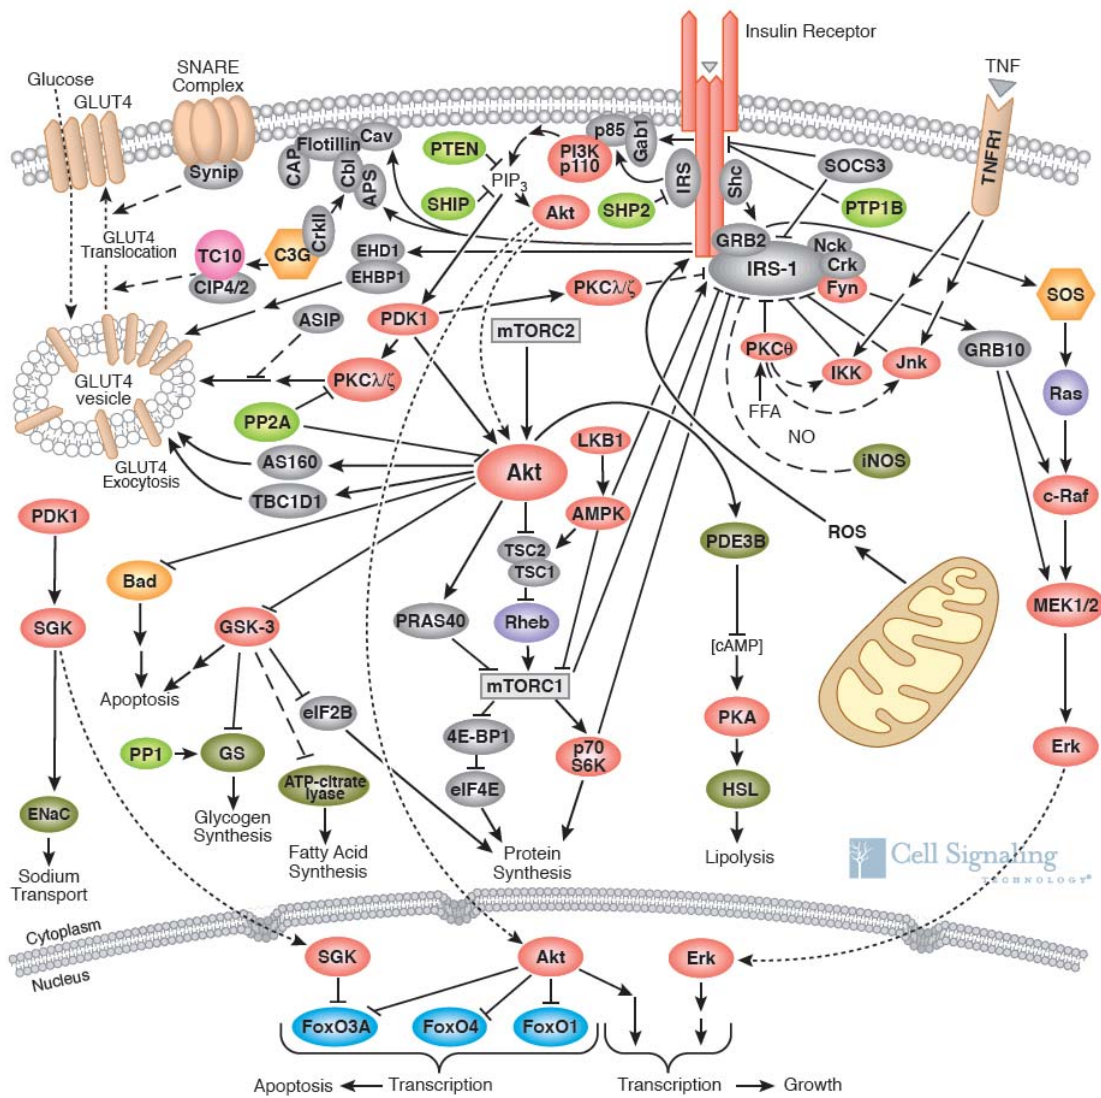 Insulin Receptor
Glucose
GLUT4
SNARE
Complex
TNF
TNFR1
Synip
CAP
Flotillin
Cav
Cbl
APS
CrkII
C3G
TC10
CIP4/2
GLUT4
Translocation
PTEN
SHIP
PIP3
p85
Gab1
PI3K
p110
Akt
SHP2
IRS
Shc
SOCS3
PTP1B
GRB2
IRS-1
Nck
Crk
Fyn
EHD1
EHBP1
ASIP
PDK1
PKCλ/ζ
PKCλ/ζ
mTORC2
PKCθ
FFA
IKK
Jnk
NO
iNOS
GRB10
SOS
Ras
c-Raf
MEK1/2
Erk
GLUT4
vesicle
PP2A
AS160
TBC1D1
GLUT4
Exocytosis
Akt
LKB1
AMPK
TSC2
TSC1
Rheb
PRAS40
mTORC1
4E-BP1
eIF4E
p70
S6K
Protein
Synthesis
PDE3B
[cAMP]
PKA
HSL
Lipolysis
ROS
PDK1
SGK
ENaC
Sodium
Transport
Bad
Apoptosis
GSK-3
eIF2B
PP1
GS
Glycogen
Synthesis
ATP-citrate
lyase
Fatty Acid
Synthesis
Cell Signaling
TECHNOLOGY®
Cytoplasm
Nucleus
SGK
Akt
Erk
FoxO3A
FoxO4
FoxO1
Apoptosis
Transcription
Transcription
Growth